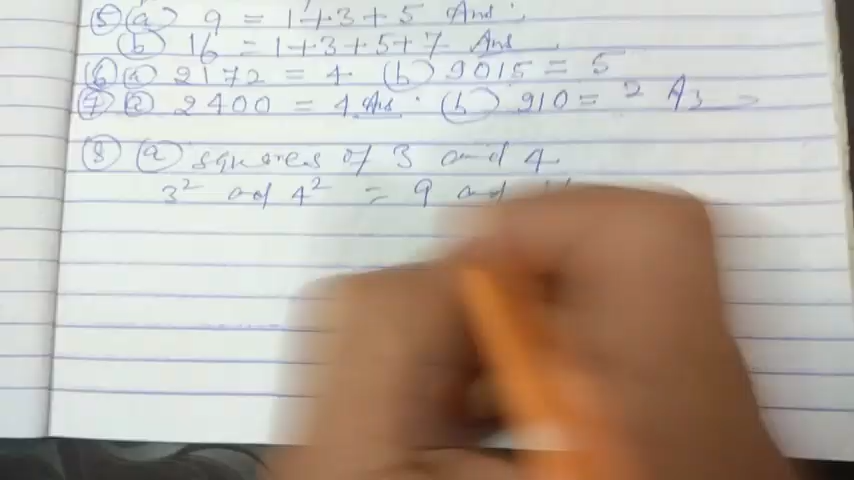 ⑤ (a) 9 = 1+3+5 Ans.
(b) 16 = 1+3+5+7 Ans
⑥ (a) 2172 = 4 (b) 9015 = 5
⑦ (a) 2400 = 4 Ans. (b) 910 = 2 As
⑧ (a) squares of 3 and 4.
3² and 4² = 9 and